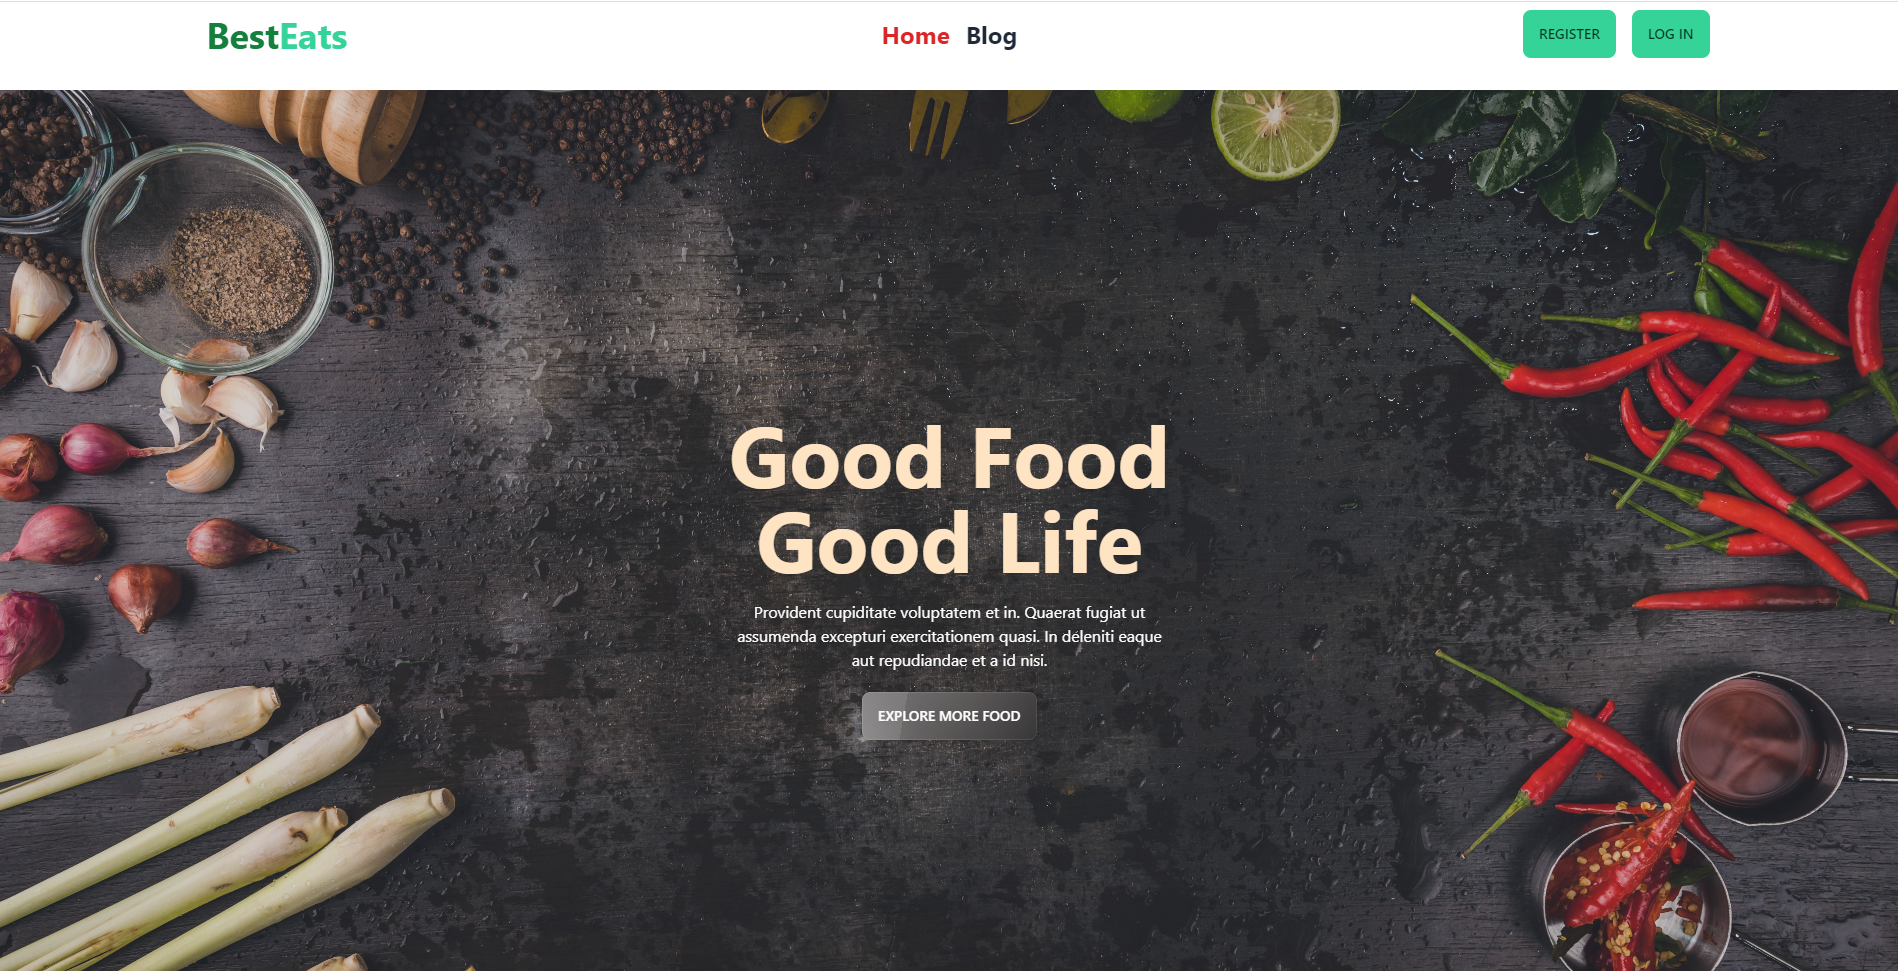 BestEats
Home Blog
REGISTER LOG IN
Good Food
Good Life
Provident cupiditate voluptatem et in. Quaerat fugiat ut
assumenda excepturi exercitationem quasi. In deleniti eaque
aut repudiandae et a id nisi.
EXPLORE MORE FOOD